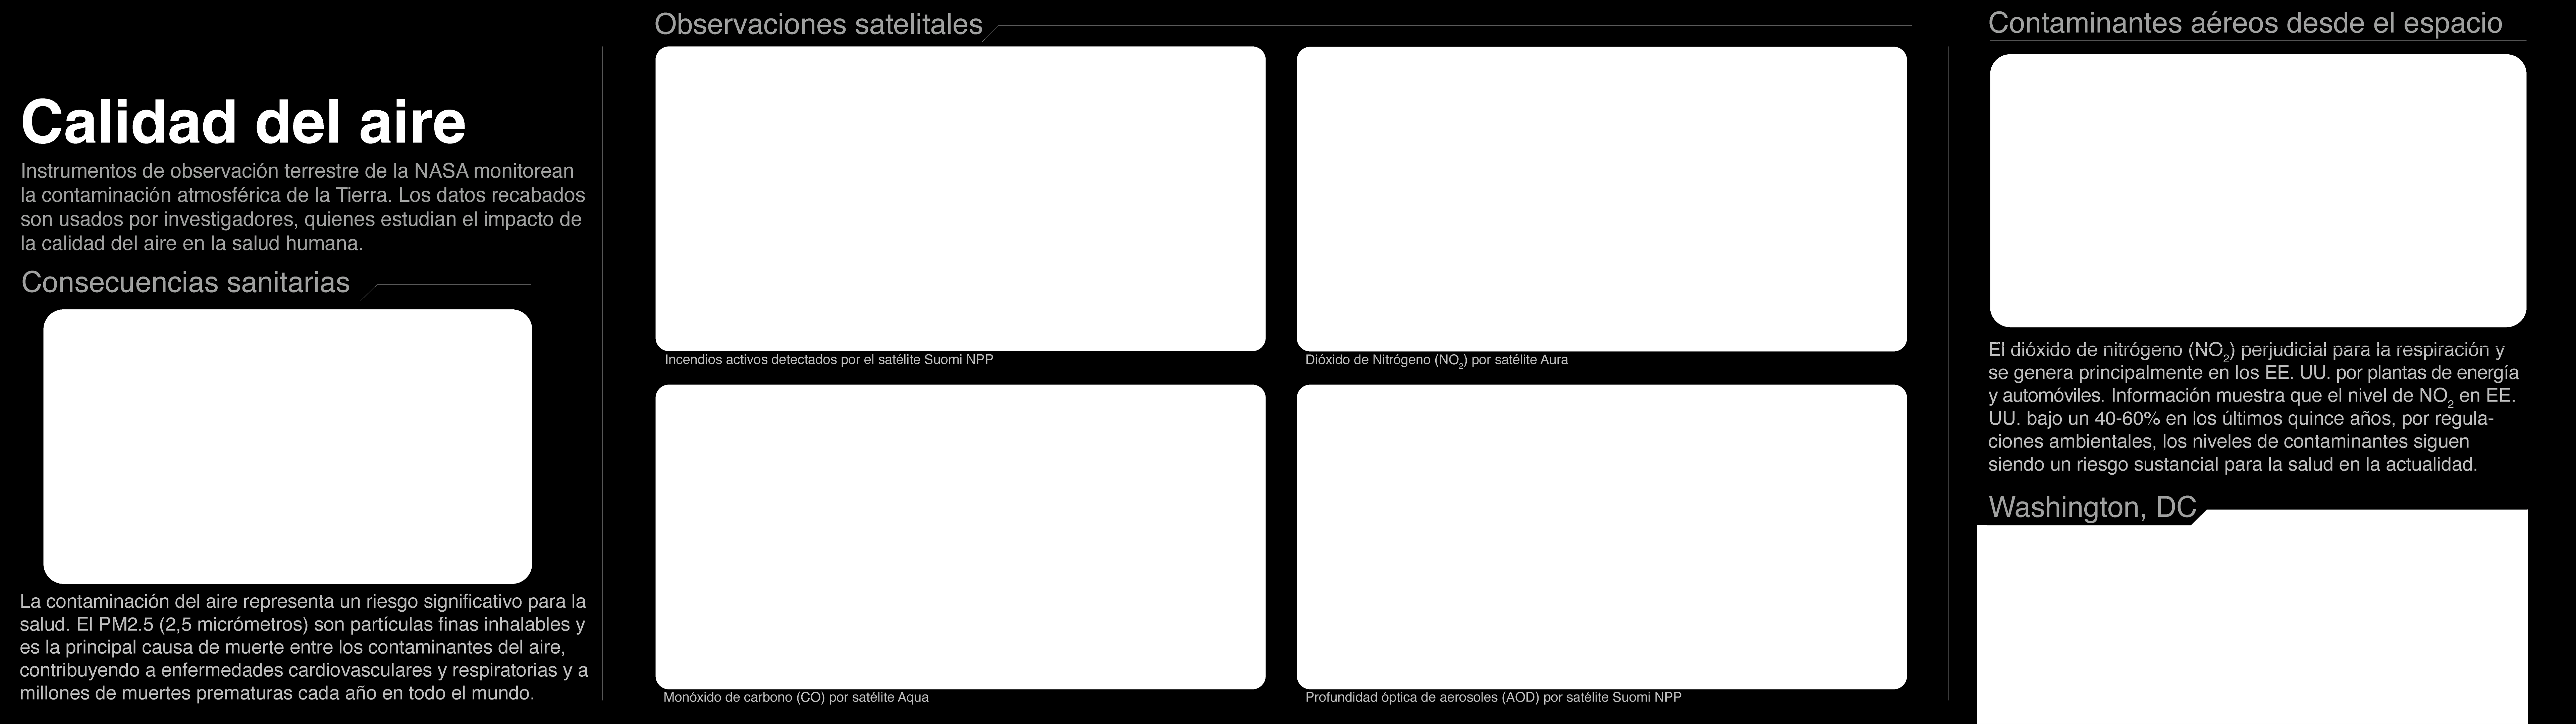 Calidad del aire
Instrumentos de observación terrestre de la NASA monitorean
la contaminación atmosférica de la Tierra. Los datos recabados
son usados por investigadores, quienes estudian el impacto de
la calidad del aire en la salud humana.
Consecuencias sanitarias
La contaminación del aire representa un riesgo significativo para la
salud. El PM2.5 (2,5 micrómetros) son partículas finas inhalables y
es la principal causa de muerte entre los contaminantes del aire,
contribuyendo a enfermedades cardiovasculares y respiratorias y a
millones de muertes prematuras cada año en todo el mundo.
Observaciones satelitales
Incendios activos detectados por el satélite Suomi NPP
Dióxido de Nitrógeno (NO₂) por satélite Aura
Monóxido de carbono (CO) por satélite Aqua
Profundidad óptica de aerosoles (AOD) por satélite Suomi NPP
Contaminantes aéreos desde el espacio
El dióxido de nitrógeno (NO₂) perjudicial para la respiración y
se genera principalmente en los EE. UU. por plantas de energía
y automóviles. Información muestra que el nivel de NO₂ en EE.
UU. bajo un 40-60% en los últimos quince años, por regula-
ciones ambientales, los niveles de contaminantes siguen
siendo un riesgo sustancial para la salud en la actualidad.
Washington, DC